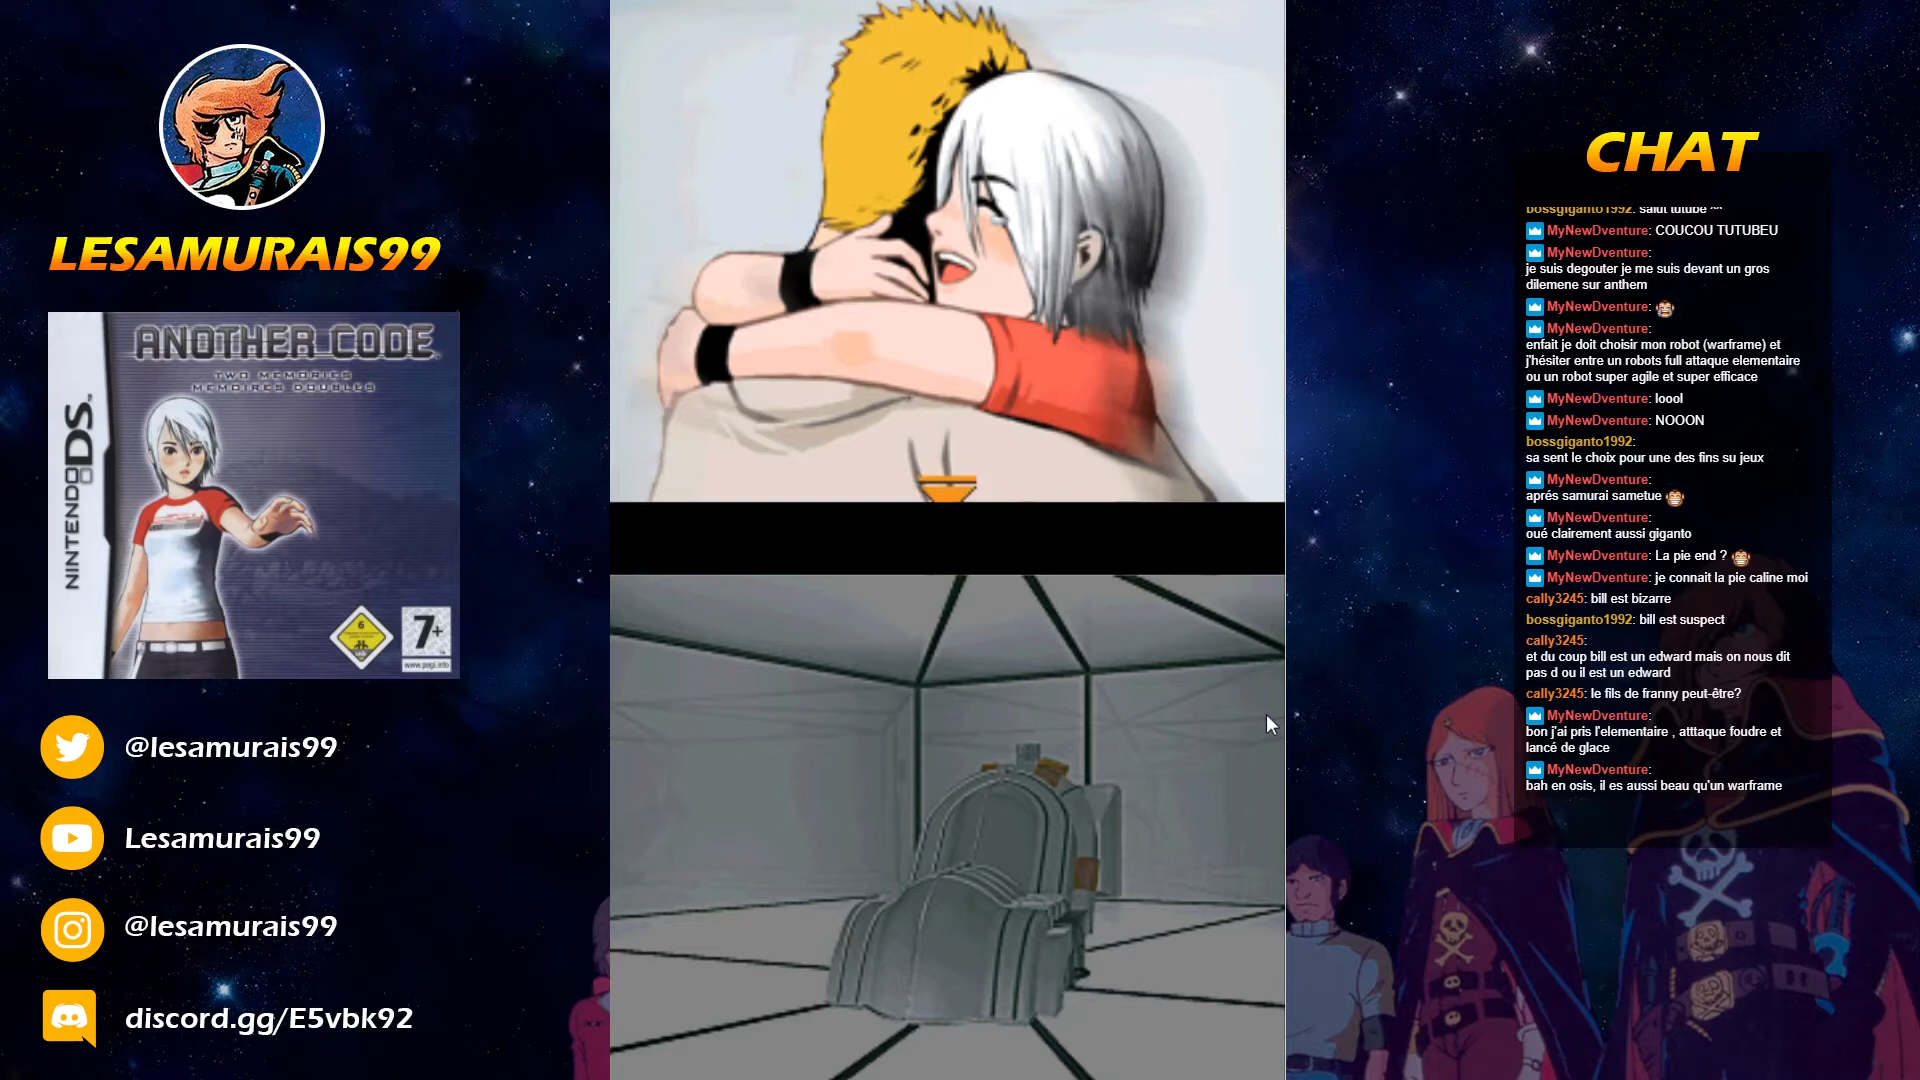 LESAMURAIS99
ANOTHER CODE
TWO MEMORIES
MEMOIRES DOUBLES
NINTENDO DS
6
7+
www.pegi.info
@lesamurais99
Lesamurais99
@lesamurais99
discord.gg/E5vbk92
CHAT
bossgiganto1992: salut tutube ^^
MyNewDventure: COUCOU TUTUBEU
MyNewDventure:
je suis degouter je me suis devant un gros
dilemene sur anthem
MyNewDventure:
MyNewDventure:
enfait je doit choisir mon robot (warframe) et
j'hésiter entre un robots full attaque elementaire
ou un robot super agile et super efficace
MyNewDventure: loool
MyNewDventure: NOOON
bossgiganto1992:
sa sent le choix pour une des fins su jeux
MyNewDventure:
aprés samurai sametue
MyNewDventure:
oué clairement aussi giganto
MyNewDventure: La pie end ?
MyNewDventure: je connait la pie caline moi
cally3245: bill est bizarre
bossgiganto1992: bill est suspect
cally3245:
et du coup bill est un edward mais on nous dit
pas d ou il est un edward
cally3245: le fils de franny peut-être?
MyNewDventure:
bon j'ai pris l'elementaire , atttaque foudre et
lancé de glace
MyNewDventure:
bah en osis, il es aussi beau qu'un warframe